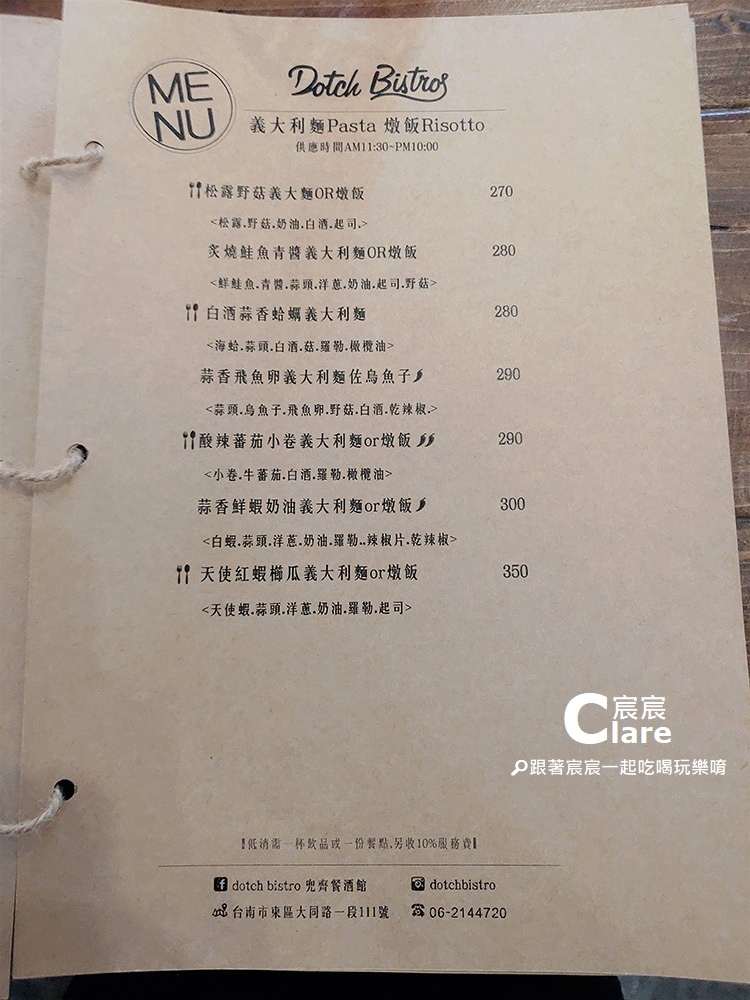 MENU
Dotch Bistros
義大利麵Pasta 燉飯Risotto
供應時間AM11:30~PM10:00
松露野菇義大麵OR燉飯 270
<松露.野菇.奶油.白酒.起司.>
炙燒鮭魚青醬義大利麵OR燉飯 280
<鮮鮭魚.青醬.蒜頭.洋蔥.奶油.起司.野菇>
白酒蒜香蛤蠣義大利麵 280
<海蛤.蒜頭.白酒.菇.羅勒.橄欖油>
蒜香飛魚卵義大利麵佐烏魚子 290
<蒜頭.烏魚子.飛魚卵.野菇.白酒.乾辣椒.>
酸辣蕃茄小卷義大利麵or燉飯 290
<小卷.牛蕃茄.白酒.羅勒.橄欖油>
蒜香鮮蝦奶油義大利麵or燉飯 300
<白蝦.蒜頭.洋蔥.奶油.羅勒..辣椒片.乾辣椒>
天使紅蝦櫛瓜義大利麵or燉飯 350
<天使蝦.蒜頭.洋蔥.奶油.羅勒.起司>
Clare 宸宸
跟著宸宸一起吃喝玩樂唷
!低消需一杯飲品或一份餐點,另收10%服務費!
dotch bistro 兜齊餐酒館 dotchbistro
台南市東區大同路一段111號 06-2144720